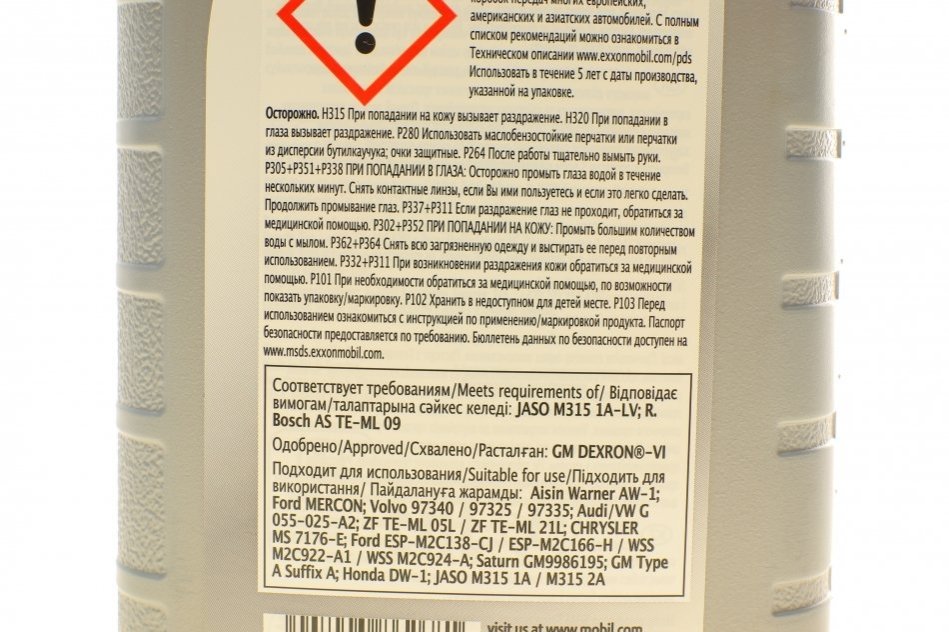 коробок передач многих европейских,
американских и азиатских автомобилей. С полным
списком рекомендаций можно ознакомиться в
Техническом описании www.exxonmobil.com/pds
Использовать в течение 5 лет с даты производства,
указанной на упаковке.
Осторожно. H315 При попадании на кожу вызывает раздражение. H320 При попадании в
глаза вызывает раздражение. P280 Использовать маслобензостойкие перчатки или перчатки
из дисперсии бутилкаучука; очки защитные. P264 После работы тщательно вымыть руки.
P305+P351+P338 ПРИ ПОПАДАНИИ В ГЛАЗА: Осторожно промыть глаза водой в течение
нескольких минут. Снять контактные линзы, если Вы ими пользуетесь и если это легко сделать.
Продолжить промывание глаз. P337+P311 Если раздражение глаз не проходит, обратиться за
медицинской помощью. P302+P352 ПРИ ПОПАДАНИИ НА КОЖУ: Промыть большим количеством
воды с мылом. P362+P364 Снять всю загрязненную одежду и выстирать ее перед повторным
использованием. P332+P311 При возникновении раздражения кожи обратиться за медицинской
помощью. P101 При необходимости обратиться за медицинской помощью, по возможности
показать упаковку/маркировку. P102 Хранить в недоступном для детей месте. P103 Перед
использованием ознакомиться с инструкцией по применению/маркировкой продукта. Паспорт
безопасности предоставляется по требованию. Бюллетень данных по безопасности доступен на
www.msds.exxonmobil.com.
Соответствует требованиям/Meets requirements of/ Відповідає
вимогам/талаптарына сәйкес келеді: JASO M315 1A-LV; R.
Bosch AS TE-ML 09
Одобрено/Approved/Схвалено/Расталған: GM DEXRON®-VI
Подходит для использования/Suitable for use/Підходить для
використання/ Пайдалануға жарамды: Aisin Warner AW-1;
Ford MERCON; Volvo 97340 / 97325 / 97335; Audi/VW G
055-025-A2; ZF TE-ML 05L / ZF TE-ML 21L; CHRYSLER
MS 7176-E; Ford ESP-M2C138-CJ / ESP-M2C166-H / WSS
M2C922-A1 / WSS M2C924-A; Saturn GM9986195; GM Type
A Suffix A; Honda DW-1; JASO M315 1A / M315 2A
visit us at www.mobil.com